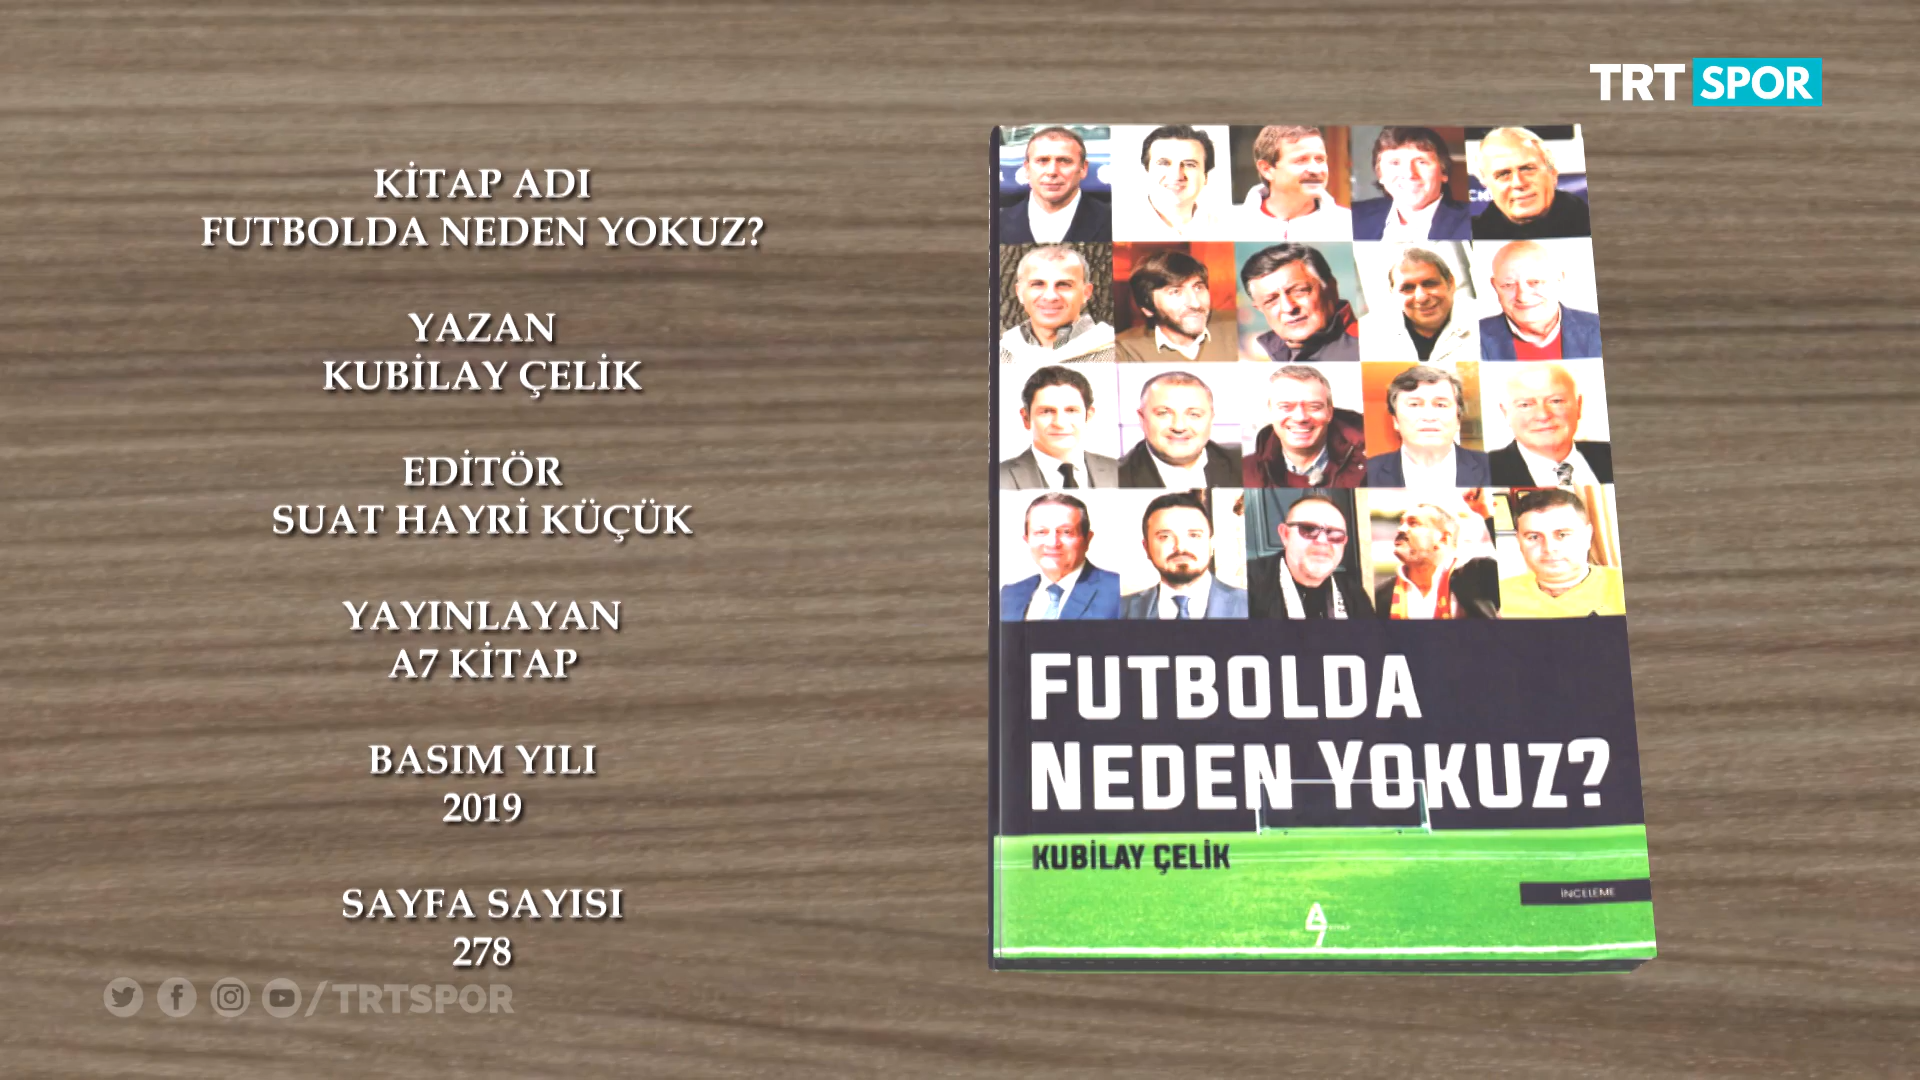 TRT SPOR
KİTAP ADI
FUTBOLDA NEDEN YOKUZ?
YAZAN
KUBİLAY ÇELİK
EDİTÖR
SUAT HAYRİ KÜÇÜK
YAYINLAYAN
A7 KİTAP
BASIM YILI
2019
SAYFA SAYISI
278
/TRTSPOR
FUTBOLDA
NEDEN YOKUZ?
KUBİLAY ÇELİK
İNCELEME
A7